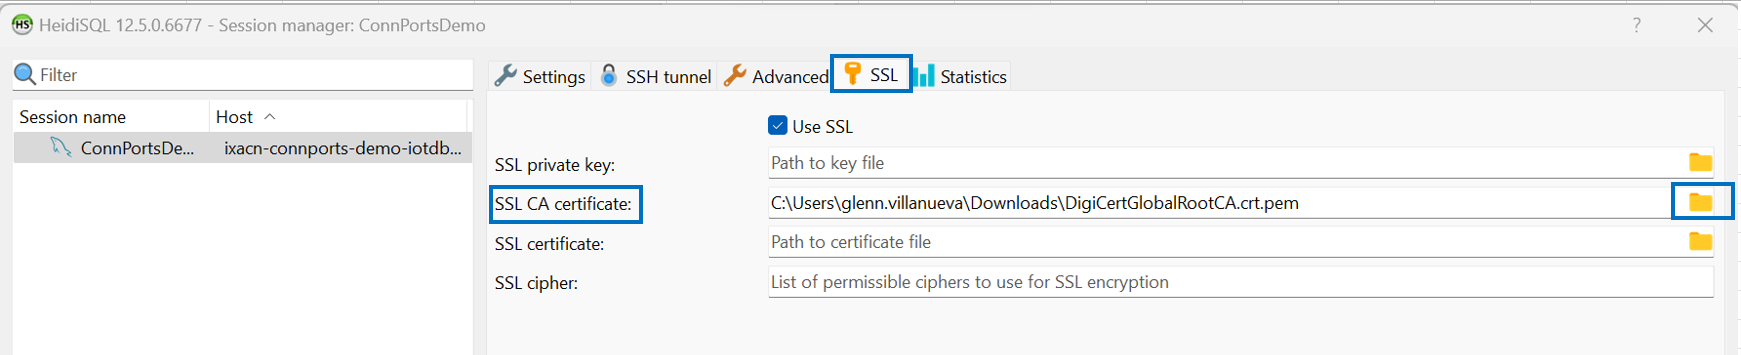 HS HeidiSQL 12.5.0.6677 - Session manager: ConnPortsDemo ?
Filter
Session name Host
ConnPortsDe... ixacn-connports-demo-iotdb...
Settings SSH tunnel Advanced SSL Statistics
Use SSL
SSL private key: Path to key file
SSL CA certificate: C:\Users\glenn.villanueva\Downloads\DigiCertGlobalRootCA.crt.pem
SSL certificate: Path to certificate file
SSL cipher: List of permissible ciphers to use for SSL encryption